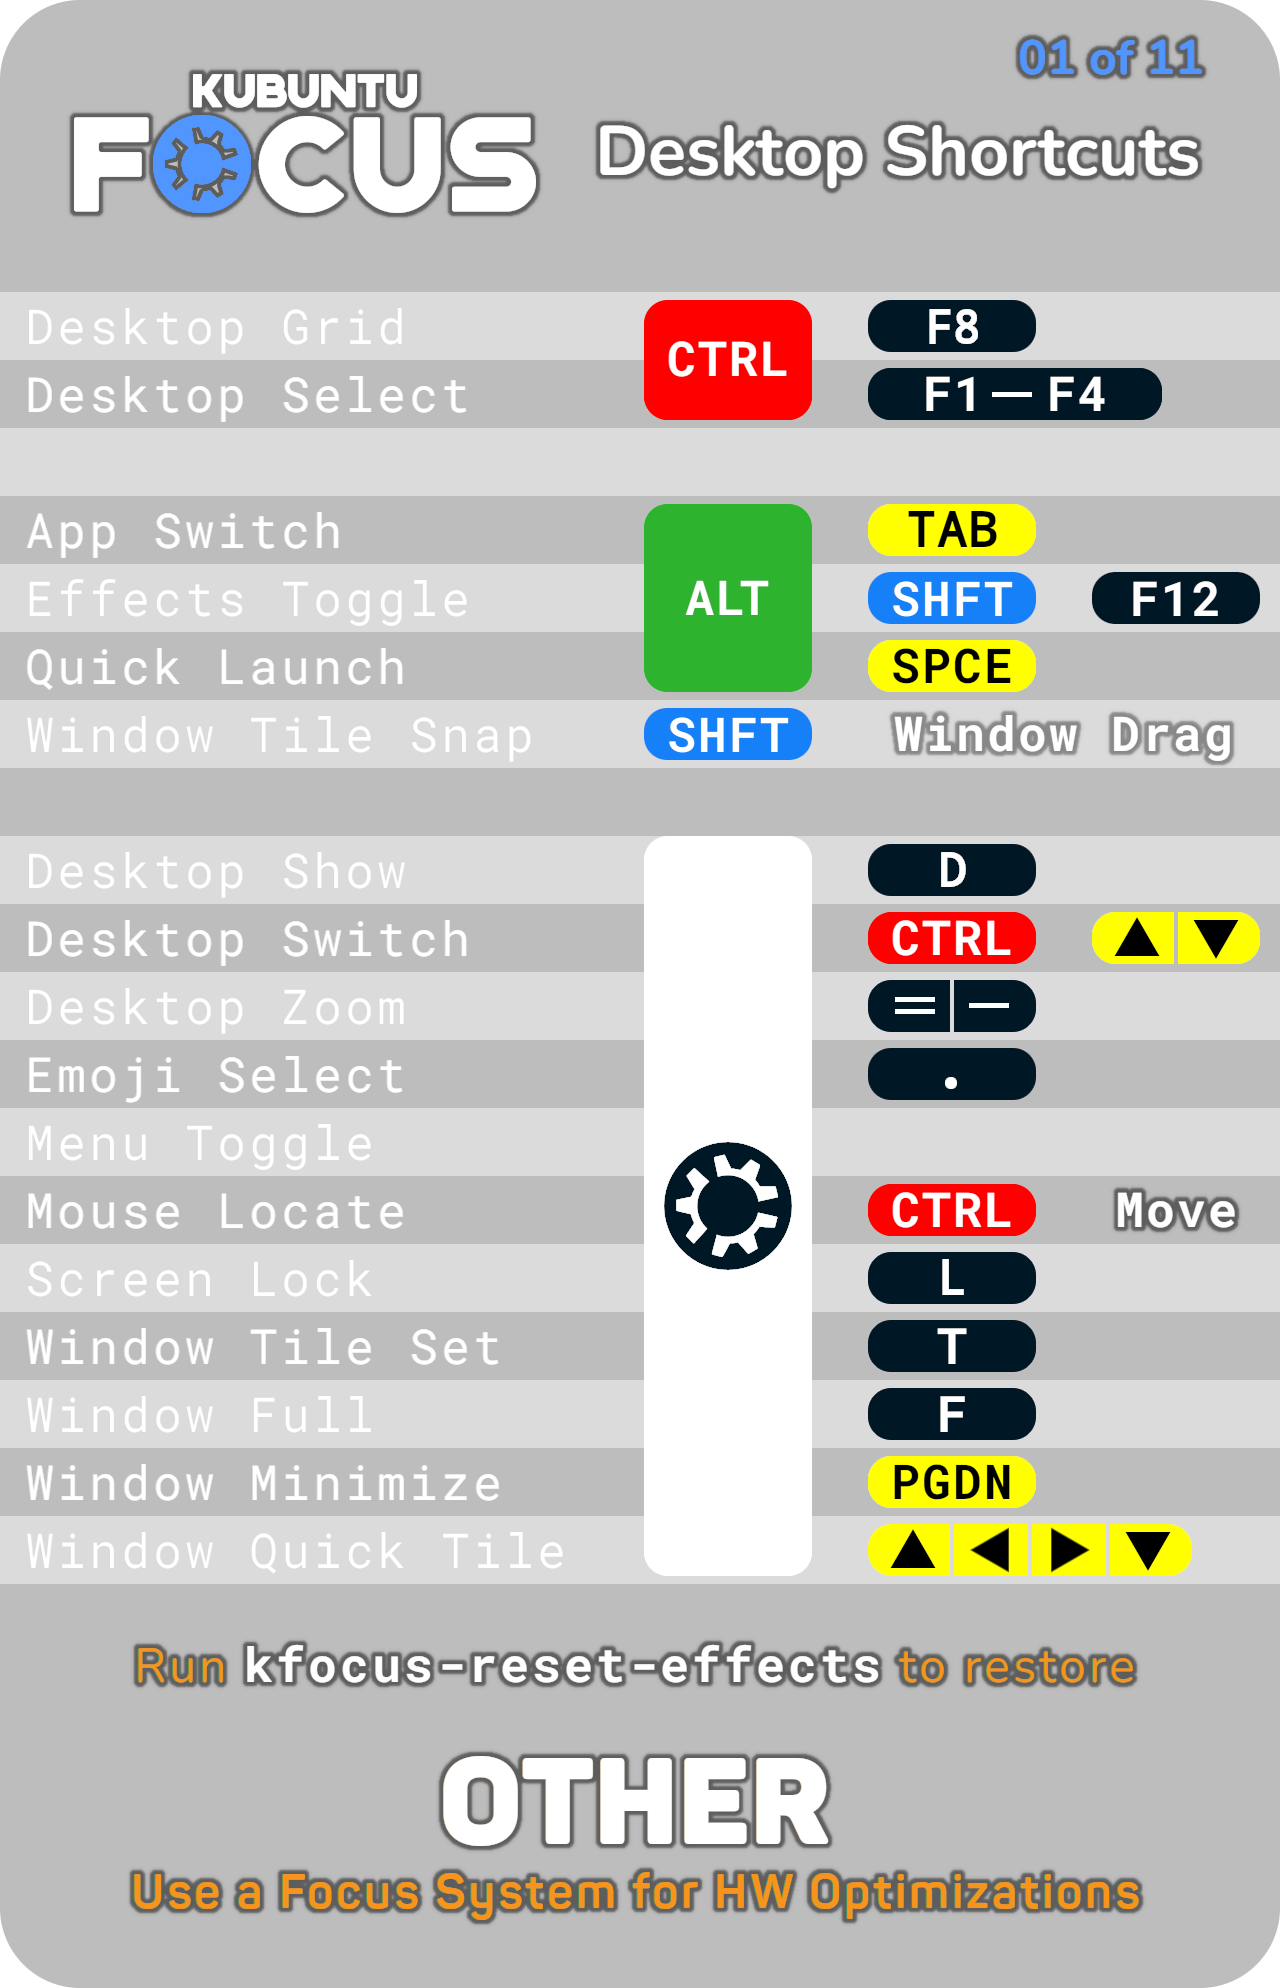 01 of 11
KUBUNTU
FOCUS
Desktop Shortcuts
Desktop Grid CTRL F8
Desktop Select F1 — F4
App Switch ALT TAB
Effects Toggle SHFT F12
Quick Launch SPCE
Window Tile Snap SHFT Window Drag
Desktop Show D
Desktop Switch CTRL ▲ ▼
Desktop Zoom = —
Emoji Select .
Menu Toggle
Mouse Locate CTRL Move
Screen Lock L
Window Tile Set T
Window Full F
Window Minimize PGDN
Window Quick Tile ▲ ◀ ▶ ▼
Run kfocus-reset-effects to restore
OTHER
Use a Focus System for HW Optimizations